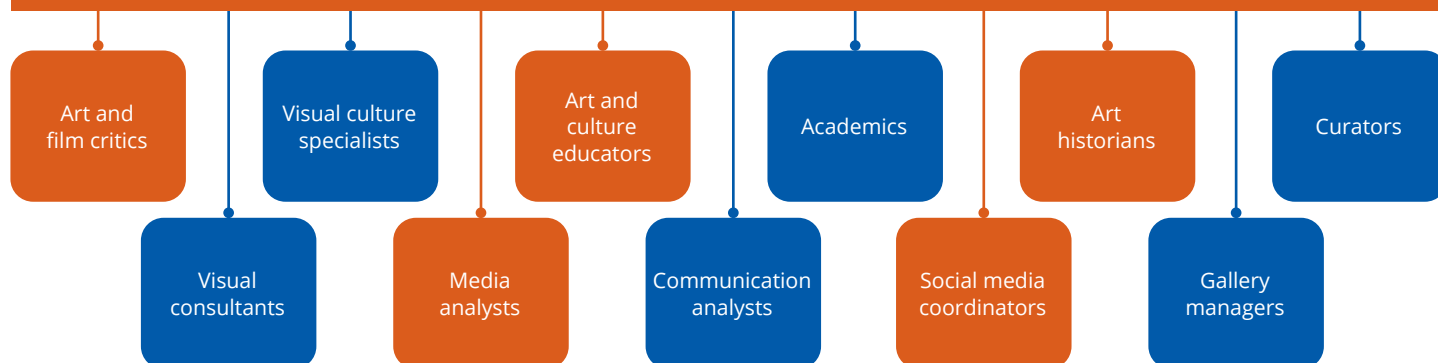 Art and
film critics
Visual culture
specialists
Art and
culture
educators
Academics
Art
historians
Curators
Visual
consultants
Media
analysts
Communication
analysts
Social media
coordinators
Gallery
managers